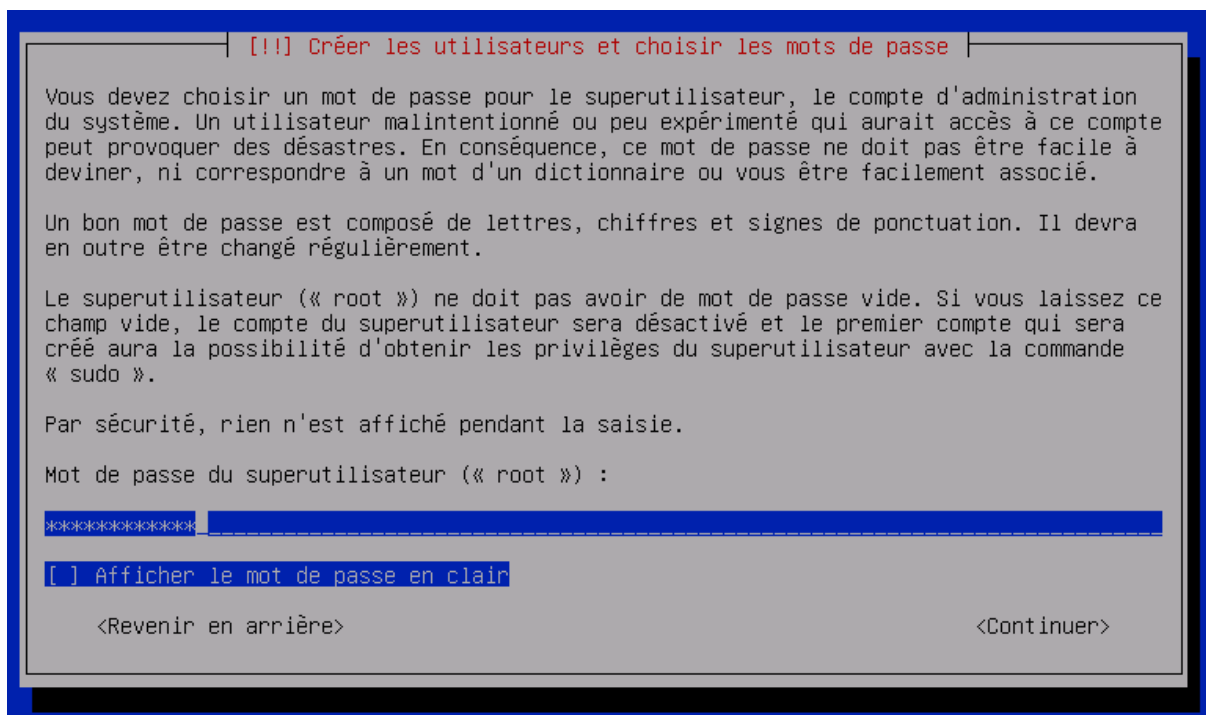 [!!] Créer les utilisateurs et choisir les mots de passe
Vous devez choisir un mot de passe pour le superutilisateur, le compte d'administration
du système. Un utilisateur malintentionné ou peu expérimenté qui aurait accès à ce compte
peut provoquer des désastres. En conséquence, ce mot de passe ne doit pas être facile à
deviner, ni correspondre à un mot d'un dictionnaire ou vous être facilement associé.
Un bon mot de passe est composé de lettres, chiffres et signes de ponctuation. Il devra
en outre être changé régulièrement.
Le superutilisateur (« root ») ne doit pas avoir de mot de passe vide. Si vous laissez ce
champ vide, le compte du superutilisateur sera désactivé et le premier compte qui sera
créé aura la possibilité d'obtenir les privilèges du superutilisateur avec la commande
« sudo ».
Par sécurité, rien n'est affiché pendant la saisie.
Mot de passe du superutilisateur (« root ») :
************
[ ] Afficher le mot de passe en clair
<Revenir en arrière> <Continuer>